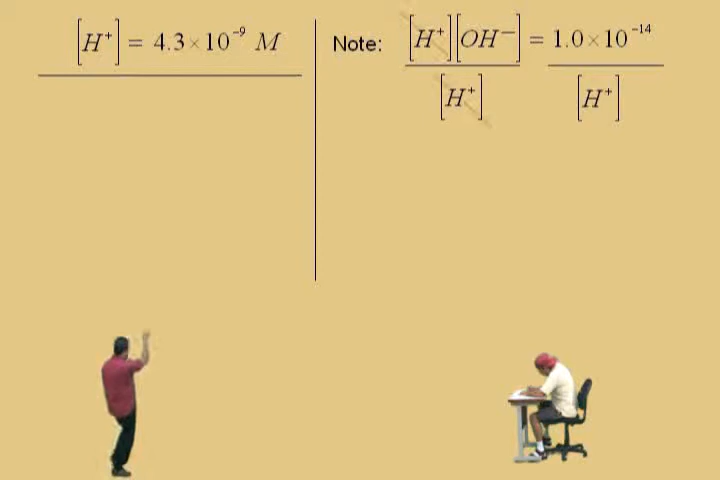 [H⁺] = 4.3 × 10⁻⁹ M
Note: [H⁺][OH⁻] / [H⁺] = 1.0 × 10⁻¹⁴ / [H⁺]